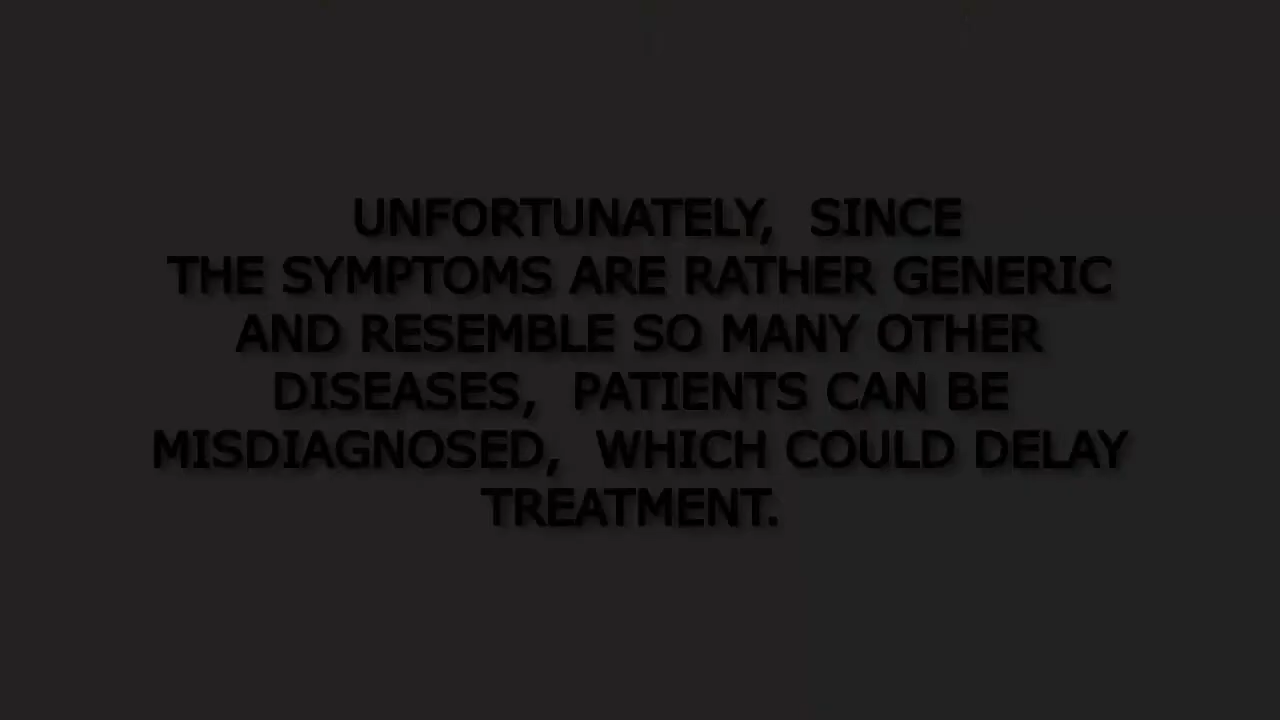 UNFORTUNATELY, SINCE
THE SYMPTOMS ARE RATHER GENERIC
AND RESEMBLE SO MANY OTHER
DISEASES, PATIENTS CAN BE
MISDIAGNOSED, WHICH COULD DELAY
TREATMENT.